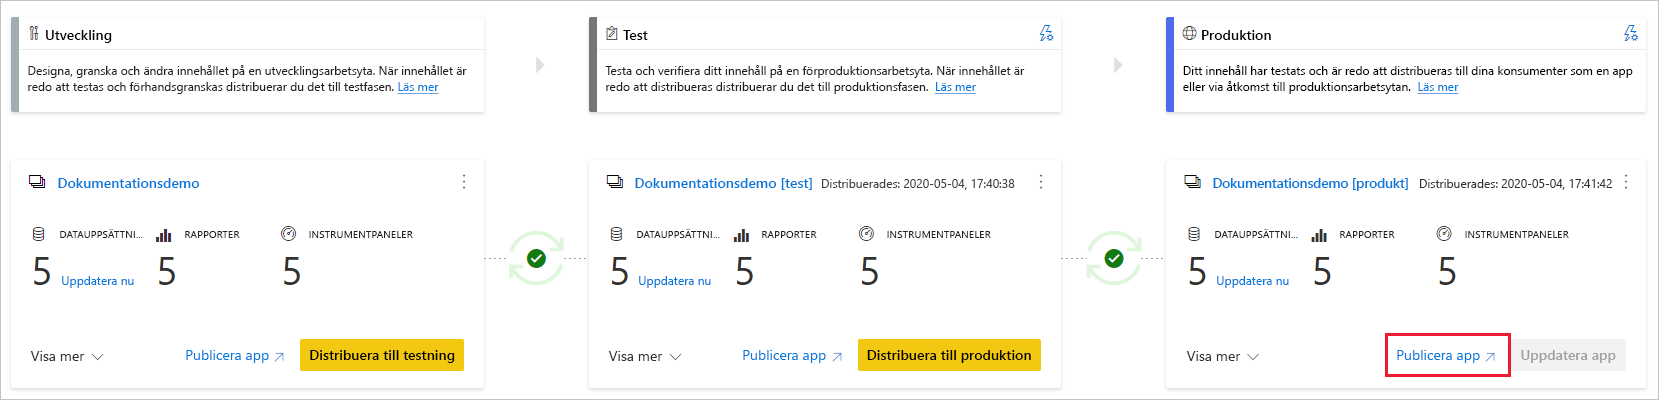 Utveckling
Designa, granska och ändra innehållet på en utvecklingsarbetsyta. När innehållet är
redo att testas och förhandsgranskas distribuerar du det till testfasen. Läs mer
Test
Testa och verifiera ditt innehåll på en förproduktionsarbetsyta. När innehållet är
redo att distribueras distribuerar du det till produktionsfasen. Läs mer
Produktion
Ditt innehåll har testats och är redo att distribueras till dina konsumenter som en app
eller via åtkomst till produktionsarbetsytan. Läs mer
Dokumentationsdemo
DATAUPPSÄTTNI... RAPPORTER INSTRUMENTPANELER
5 Uppdatera nu 5 5
Visa mer Publicera app Distribuera till testning
Dokumentationsdemo [test] Distribuerades: 2020-05-04, 17:40:38
DATAUPPSÄTTNI... RAPPORTER INSTRUMENTPANELER
5 Uppdatera nu 5 5
Visa mer Publicera app Distribuera till produktion
Dokumentationsdemo [produkt] Distribuerades: 2020-05-04, 17:41:42
DATAUPPSÄTTNI... RAPPORTER INSTRUMENTPANELER
5 Uppdatera nu 5 5
Visa mer Publicera app Uppdatera app